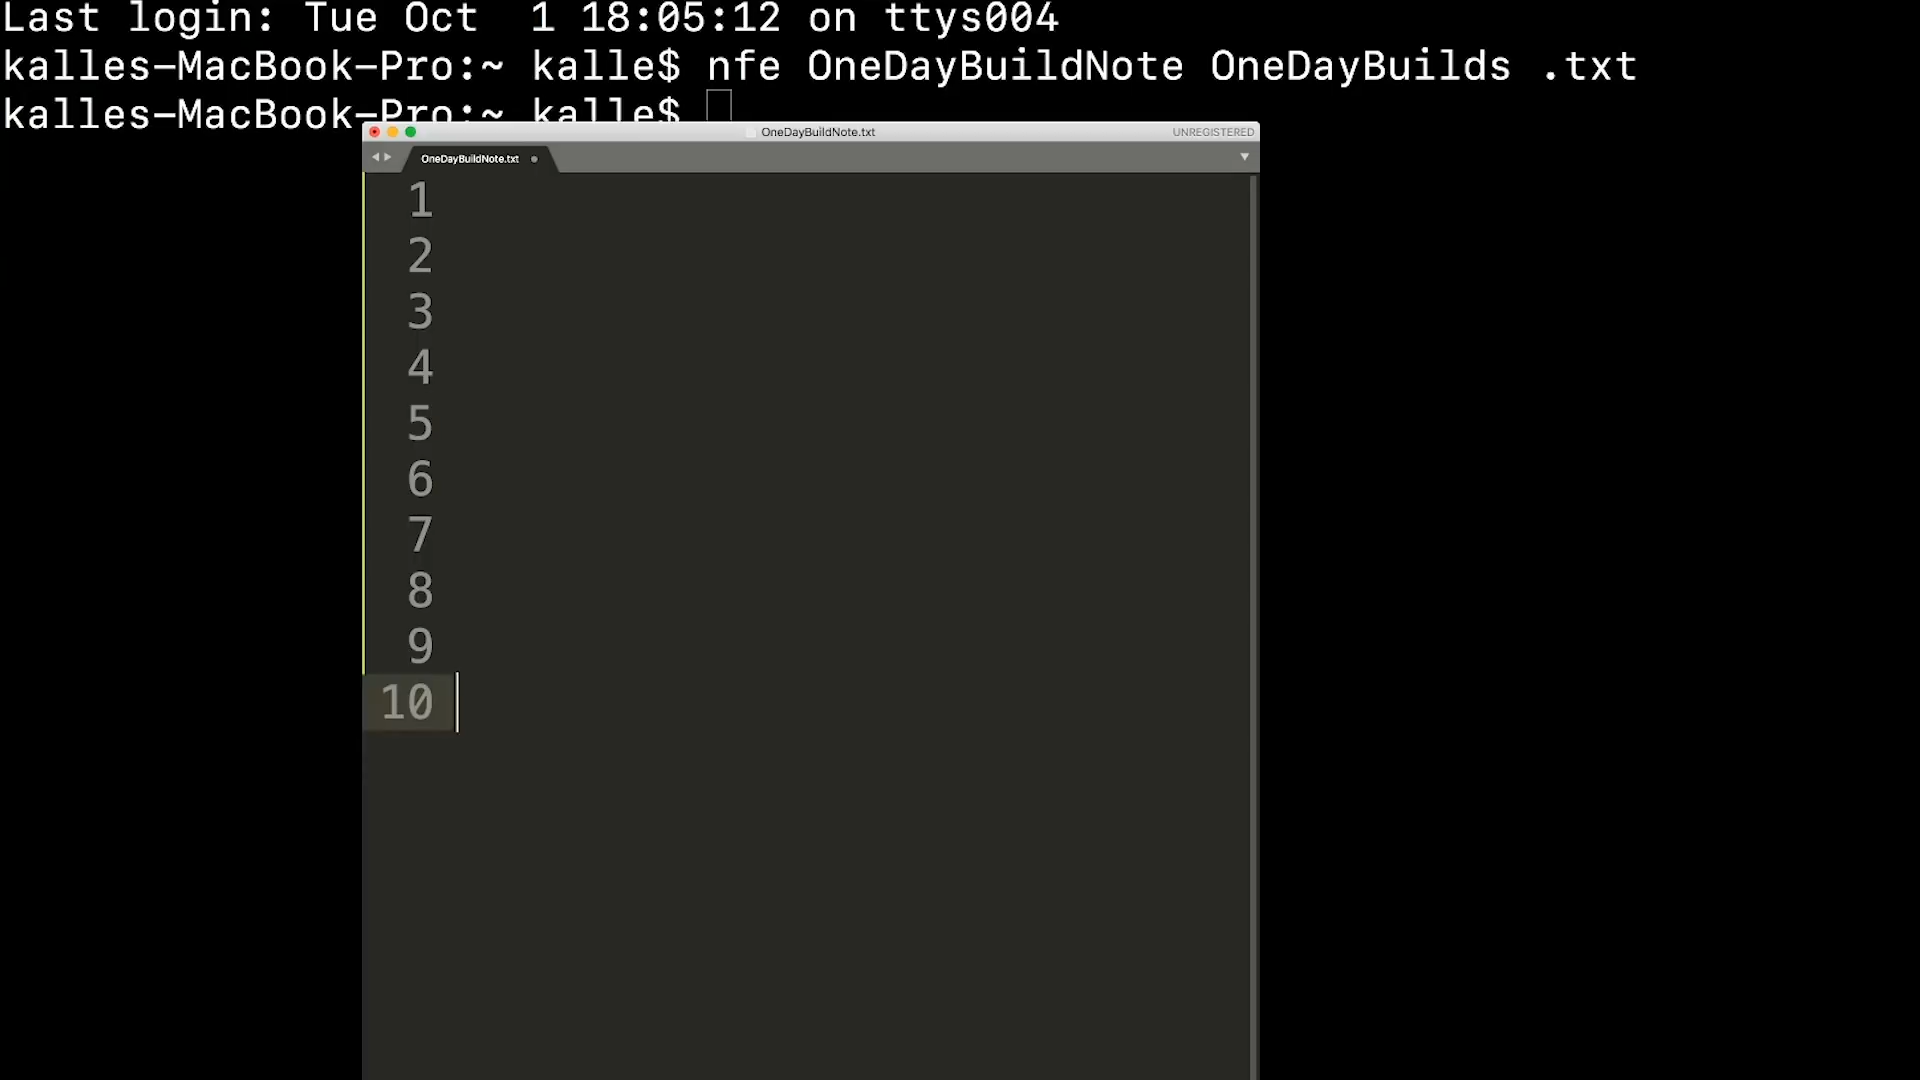 Last login: Tue Oct  1 18:05:12 on ttys004
kalles-MacBook-Pro:~ kalle$ nfe OneDayBuildNote OneDayBuilds .txt
kalles-MacBook-Pro:~ kalle$
OneDayBuildNote.txt
UNREGISTERED
OneDayBuildNote.txt
1
2
3
4
5
6
7
8
9
10